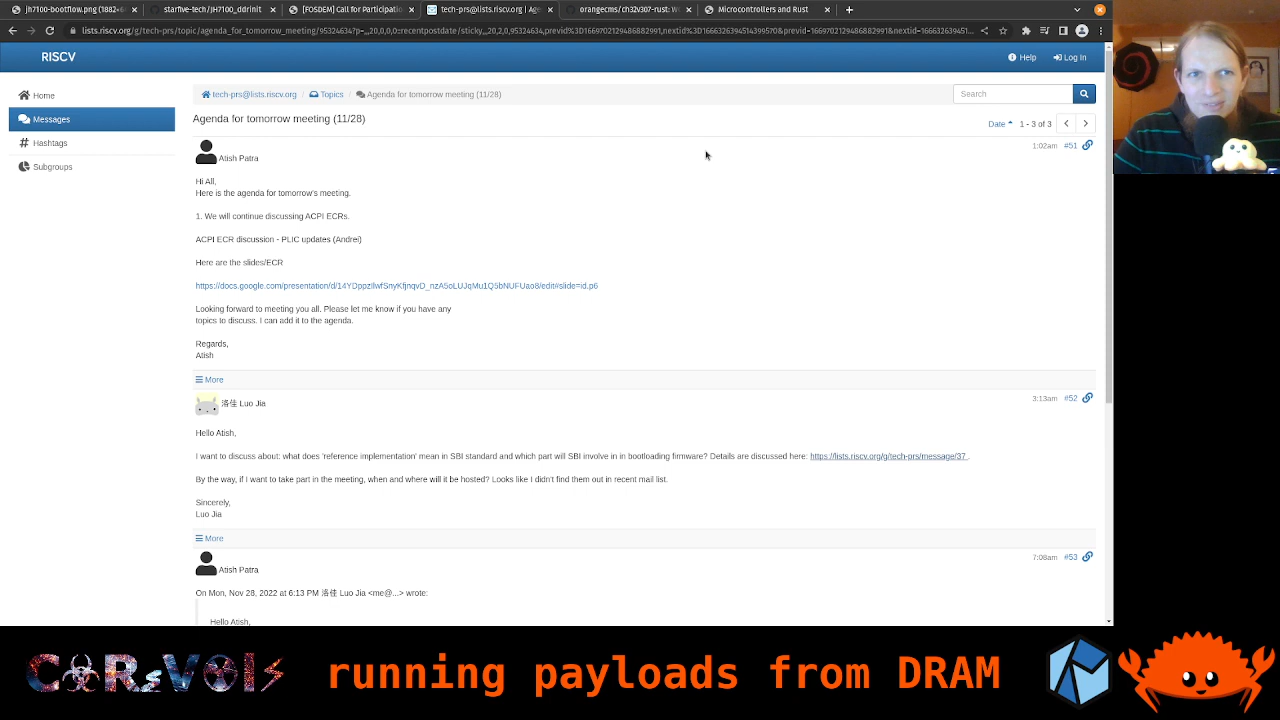 jh7100-bootflow.png (1882×
starfive-tech/JH7100_ddrinit
[FOSDEM] Call for Participatio
tech-prs@lists.riscv.org | Age
orangecms/ch32v307-rust: W
Microcontrollers and Rust
RISCV
Help
Log In
Home
Messages
Hashtags
Subgroups
tech-prs@lists.riscv.org / Topics / Agenda for tomorrow meeting (11/28)
Search
Agenda for tomorrow meeting (11/28)
Date 1 - 3 of 3
Atish Patra
1:02am #51
Hi All,
Here is the agenda for tomorrow's meeting.
1. We will continue discussing ACPI ECRs.
ACPI ECR discussion - PLIC updates (Andrei)
Here are the slides/ECR
Looking forward to meeting you all. Please let me know if you have any
topics to discuss. I can add it to the agenda.
Regards,
Atish
More
洛佳 Luo Jia
3:13am #52
Hello Atish,
I want to discuss about: what does 'reference implementation' mean in SBI standard and which part will SBI involve in in bootloading firmware? Details are discussed here: https://lists.riscv.org/g/tech-prs/message/37 .
By the way, if I want to take part in the meeting, when and where will it be hosted? Looks like I didn't find them out in recent mail list.
Sincerely,
Luo Jia
More
Atish Patra
7:08am #53
On Mon, Nov 28, 2022 at 6:13 PM 洛佳 Luo Jia <me@...> wrote:
Hello Atish,
running payloads from DRAM